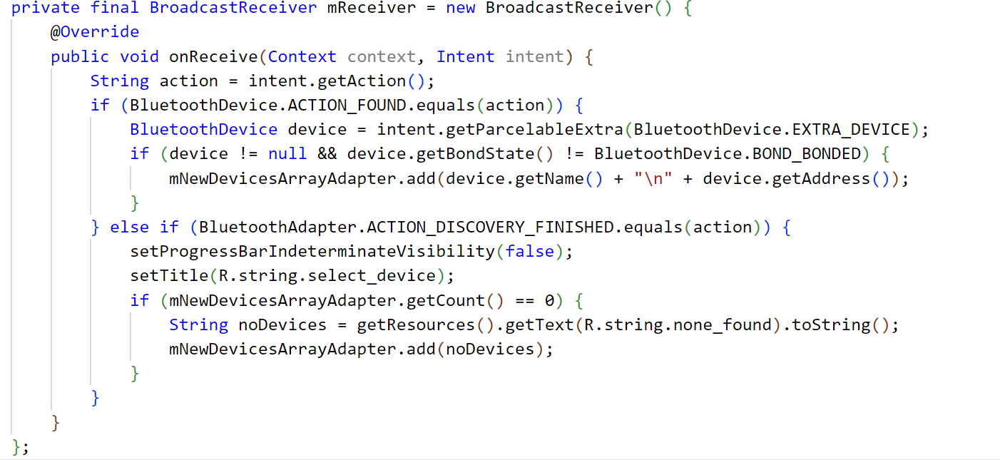 private final BroadcastReceiver mReceiver = new BroadcastReceiver() {
    @Override
    public void onReceive(Context context, Intent intent) {
        String action = intent.getAction();
        if (BluetoothDevice.ACTION_FOUND.equals(action)) {
            BluetoothDevice device = intent.getParcelableExtra(BluetoothDevice.EXTRA_DEVICE);
            if (device != null && device.getBondState() != BluetoothDevice.BOND_BONDED) {
                mNewDevicesArrayAdapter.add(device.getName() + "\n" + device.getAddress());
            }
        } else if (BluetoothAdapter.ACTION_DISCOVERY_FINISHED.equals(action)) {
            setProgressBarIndeterminateVisibility(false);
            setTitle(R.string.select_device);
            if (mNewDevicesArrayAdapter.getCount() == 0) {
                String noDevices = getResources().getText(R.string.none_found).toString();
                mNewDevicesArrayAdapter.add(noDevices);
            }
        }
    }
};